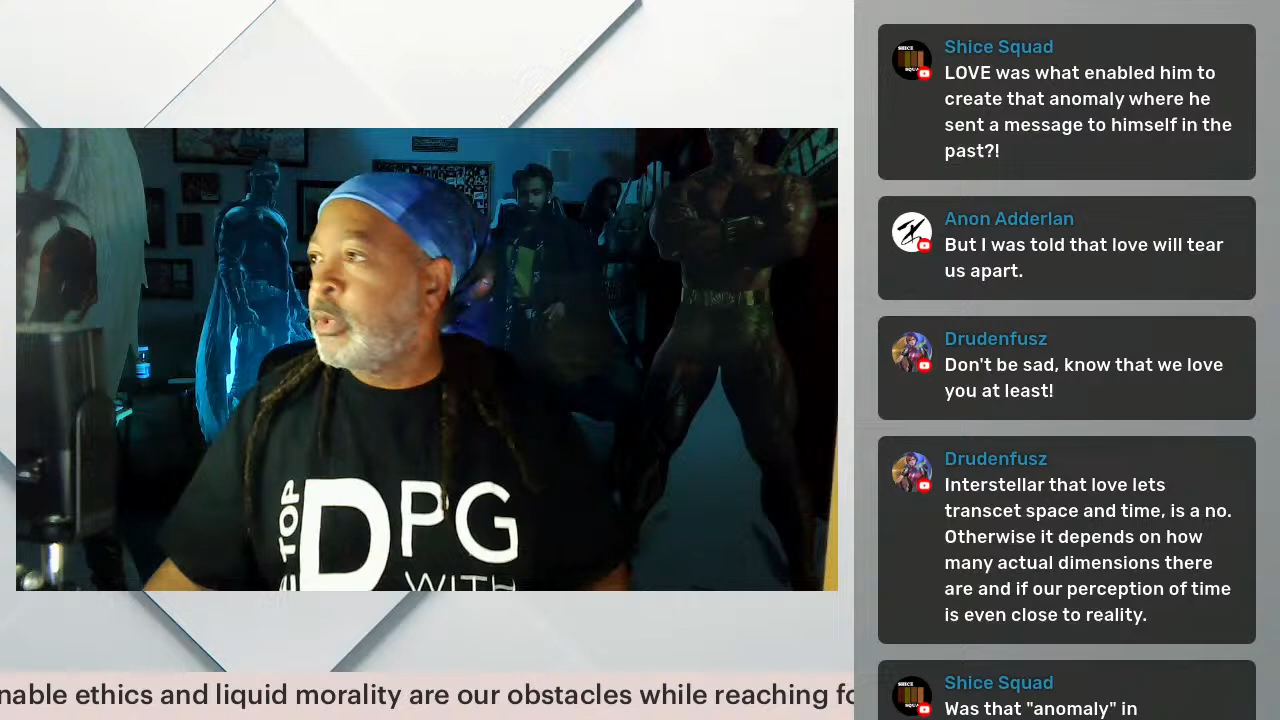 Shice Squad
LOVE was what enabled him to
create that anomaly where he
sent a message to himself in the
past?!
Anon Adderlan
But I was told that love will tear
us apart.
Drudenfusz
Don't be sad, know that we love
you at least!
Drudenfusz
Interstellar that love lets
transcet space and time, is a no.
Otherwise it depends on how
many actual dimensions there
are and if our perception of time
is even close to reality.
Shice Squad
Was that "anomaly" in
TOP
DPG
WITH
nable ethics and liquid morality are our obstacles while reaching fo